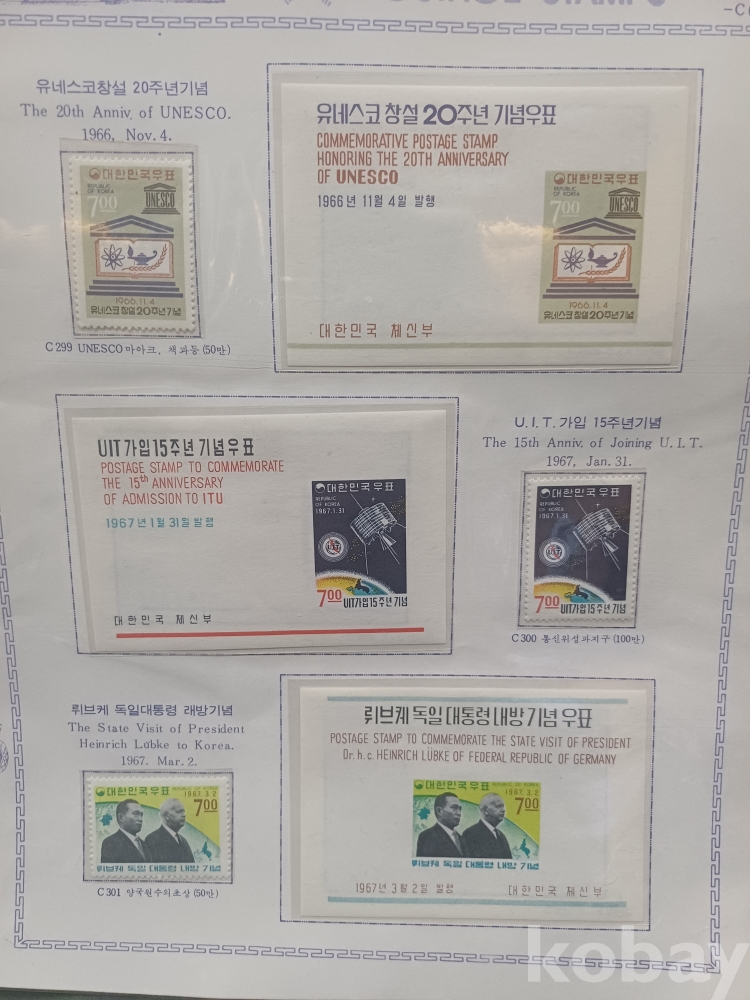 STAMPS
유네스코창설 20주년기념
The 20th Anniv. of UNESCO.
1966, Nov. 4.
대한민국우표
REPUBLIC
OF KOREA
7.00
UNESCO
1966.11.4
유네스코창설20주년기념
C299 UNESCO 마아크, 책과등 (50만)
유네스코 창설 20주년 기념우표
COMMEMORATIVE POSTAGE STAMP
HONORING THE 20TH ANNIVERSARY
OF UNESCO
1966년 11월 4일 발행
대한민국우표
REPUBLIC
OF KOREA
7.00
UNESCO
1966.11.4
유네스코창설20주년기념
대한민국 체신부
UIT 가입 15주년 기념우표
POSTAGE STAMP TO COMMEMORATE
THE 15th ANNIVERSARY
OF ADMISSION TO ITU
1967년 1월 31일 발행
대한민국우표
REPUBLIC
OF KOREA
1967.1.31
7.00
UIT가입15주년기념
대한민국 체신부
U.I.T. 가입 15주년기념
The 15th Anniv. of Joining U.I.T.
1967, Jan. 31.
대한민국우표
REPUBLIC
OF KOREA
1967.1.31
7.00
UIT가입15주년기념
C300 통신위성과지구 (100만)
뤼브케 독일대통령 래방기념
The State Visit of President
Heinrich Lübke to Korea.
1967. Mar. 2.
대한민국우표
1967.3.2
7.00
뤼브케 독일 대통령 내방 기념
C301 양국원수의초상 (50만)
뤼브케 독일 대통령 내방 기념 우표
POSTAGE STAMP TO COMMEMORATE THE STATE VISIT OF PRESIDENT
Dr. h. c. HEINRICH LÜBKE OF FEDERAL REPUBLIC OF GERMANY
대한민국우표
REPUBLIC OF KOREA
1967.3.2
7.00
뤼브케 독일 대통령 내방 기념
1967년 3월 2일 발행
대한민국 체신부
kobay